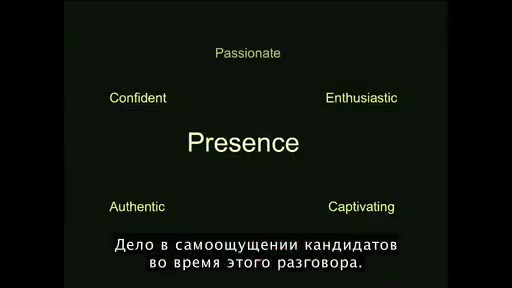 Passionate
Confident
Enthusiastic
Presence
Authentic
Captivating
Дело в самоощущении кандидатов
во время этого разговора.